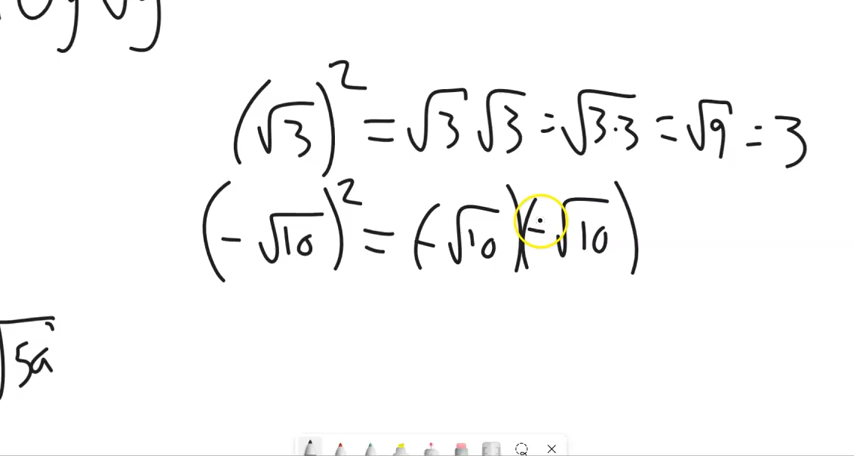 (√3)² = √3 √3 = √3·3 = √9 = 3
(-√10)² = (-√10)(-√10)
√5a